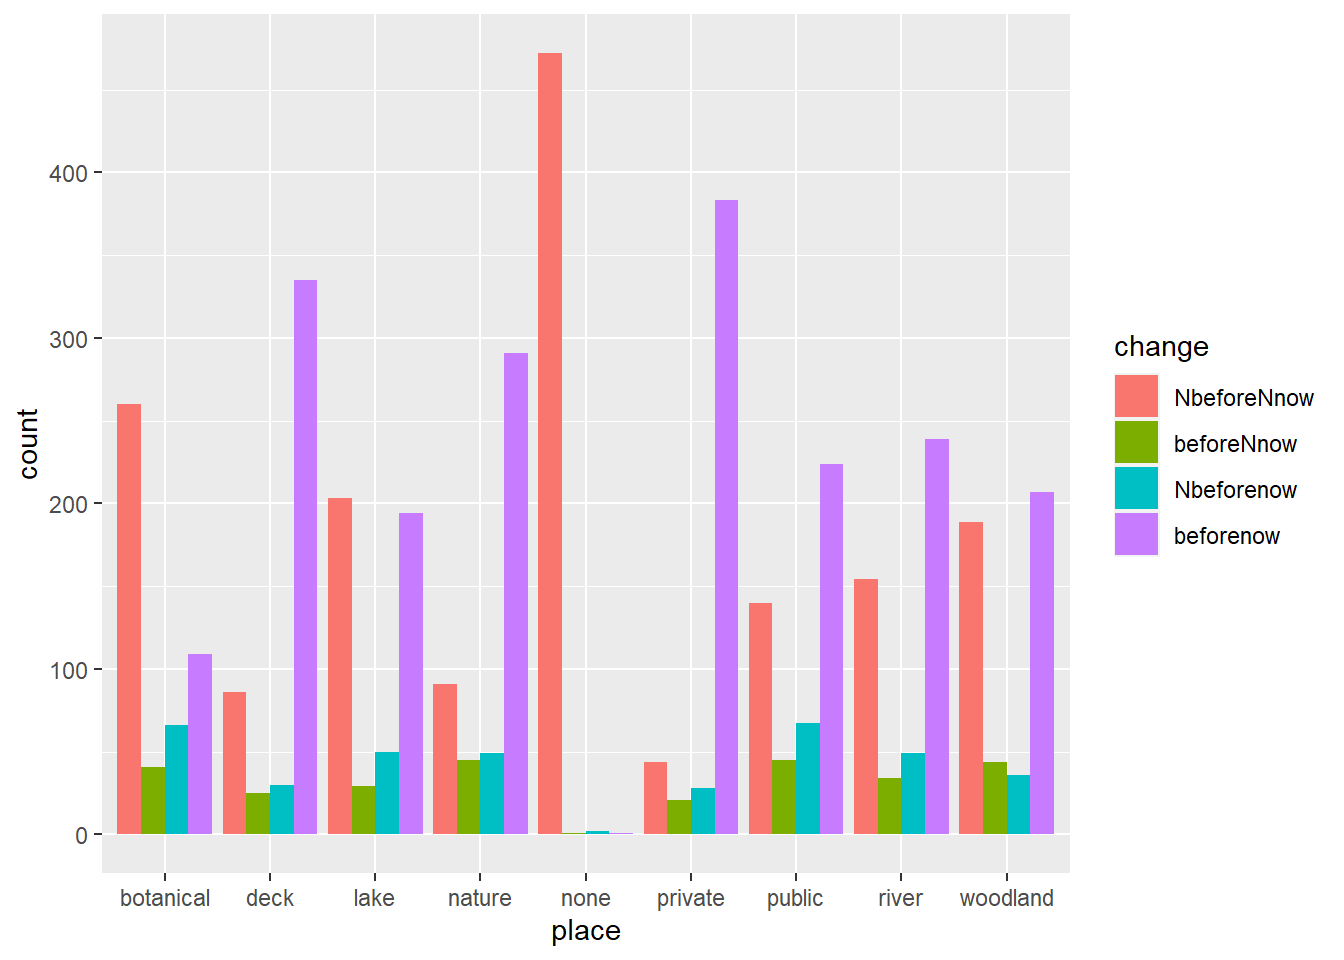 count
400
300
200
100
0
botanical deck lake nature none private public river woodland
place
change
NbeforeNnow
beforeNnow
Nbeforenow
beforenow